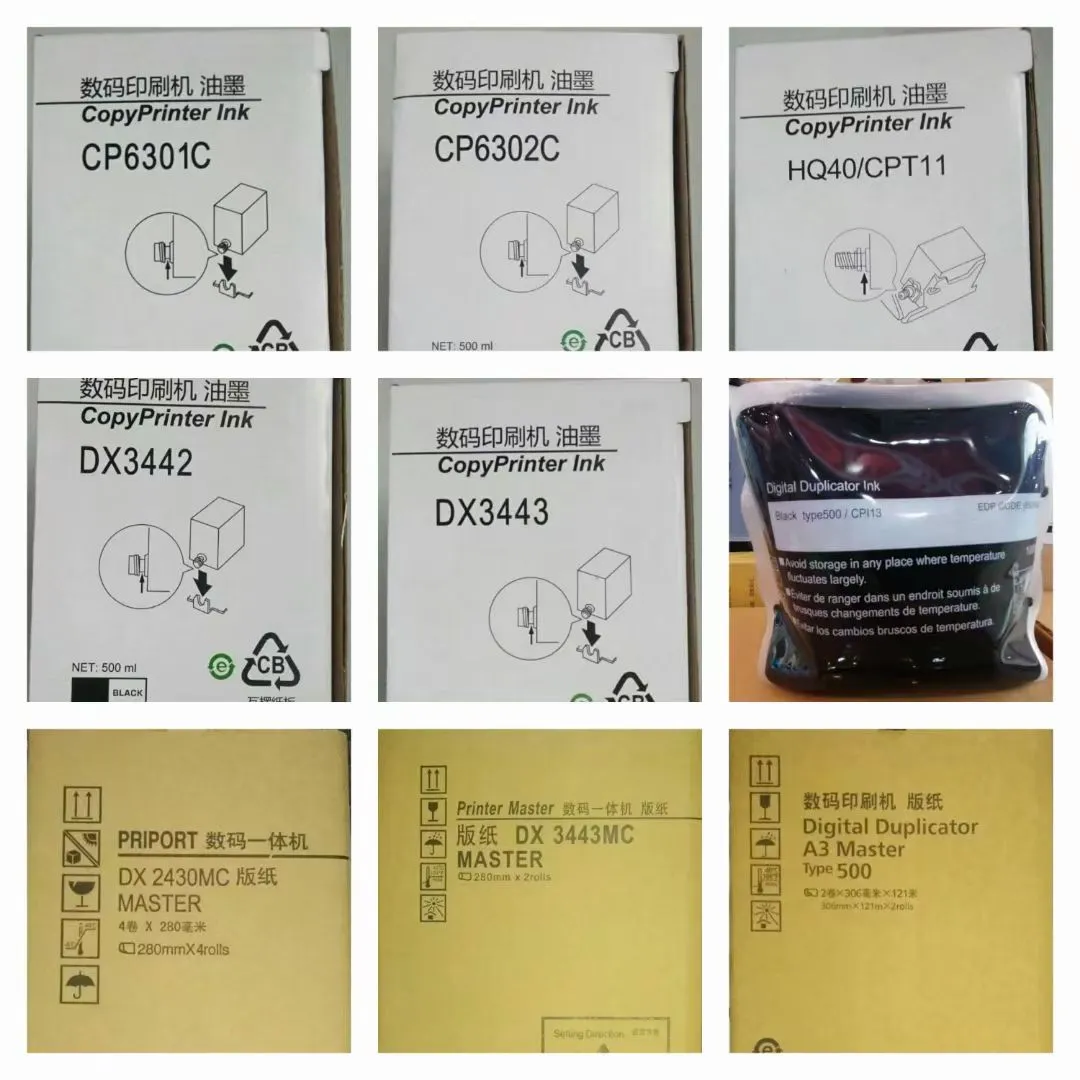 数码印刷机 油墨
CopyPrinter Ink
CP6301C
CB
数码印刷机 油墨
CopyPrinter Ink
CP6302C
NET: 500 ml
e
CB
数码印刷机 油墨
CopyPrinter Ink
HQ40/CPT11
数码印刷机 油墨
CopyPrinter Ink
DX3442
NET: 500 ml
e
CB
BLACK
瓦楞纸板
数码印刷机 油墨
CopyPrinter Ink
DX3443
CB
Digital Duplicator Ink
Black type500 / CPI13
EDP CODE
■Avoid storage in any place where temperature
fluctuates largely.
■Eviter de ranger dans un endroit soumis à de
brusques changements de temperature.
■Evitar los cambios bruscos de temperatura.
PRIPORT 数码一体机
DX 2430MC 版纸
MASTER
4卷 X 280毫米
280mmX4rolls
Printer Master 数码一体机 版纸
版纸 DX 3443MC
MASTER
280mm x 2rolls
Setting Direction
数码印刷机 版纸
Digital Duplicator
A3 Master
Type 500
2卷×306毫米×121米
306mm×121m×2rolls
e